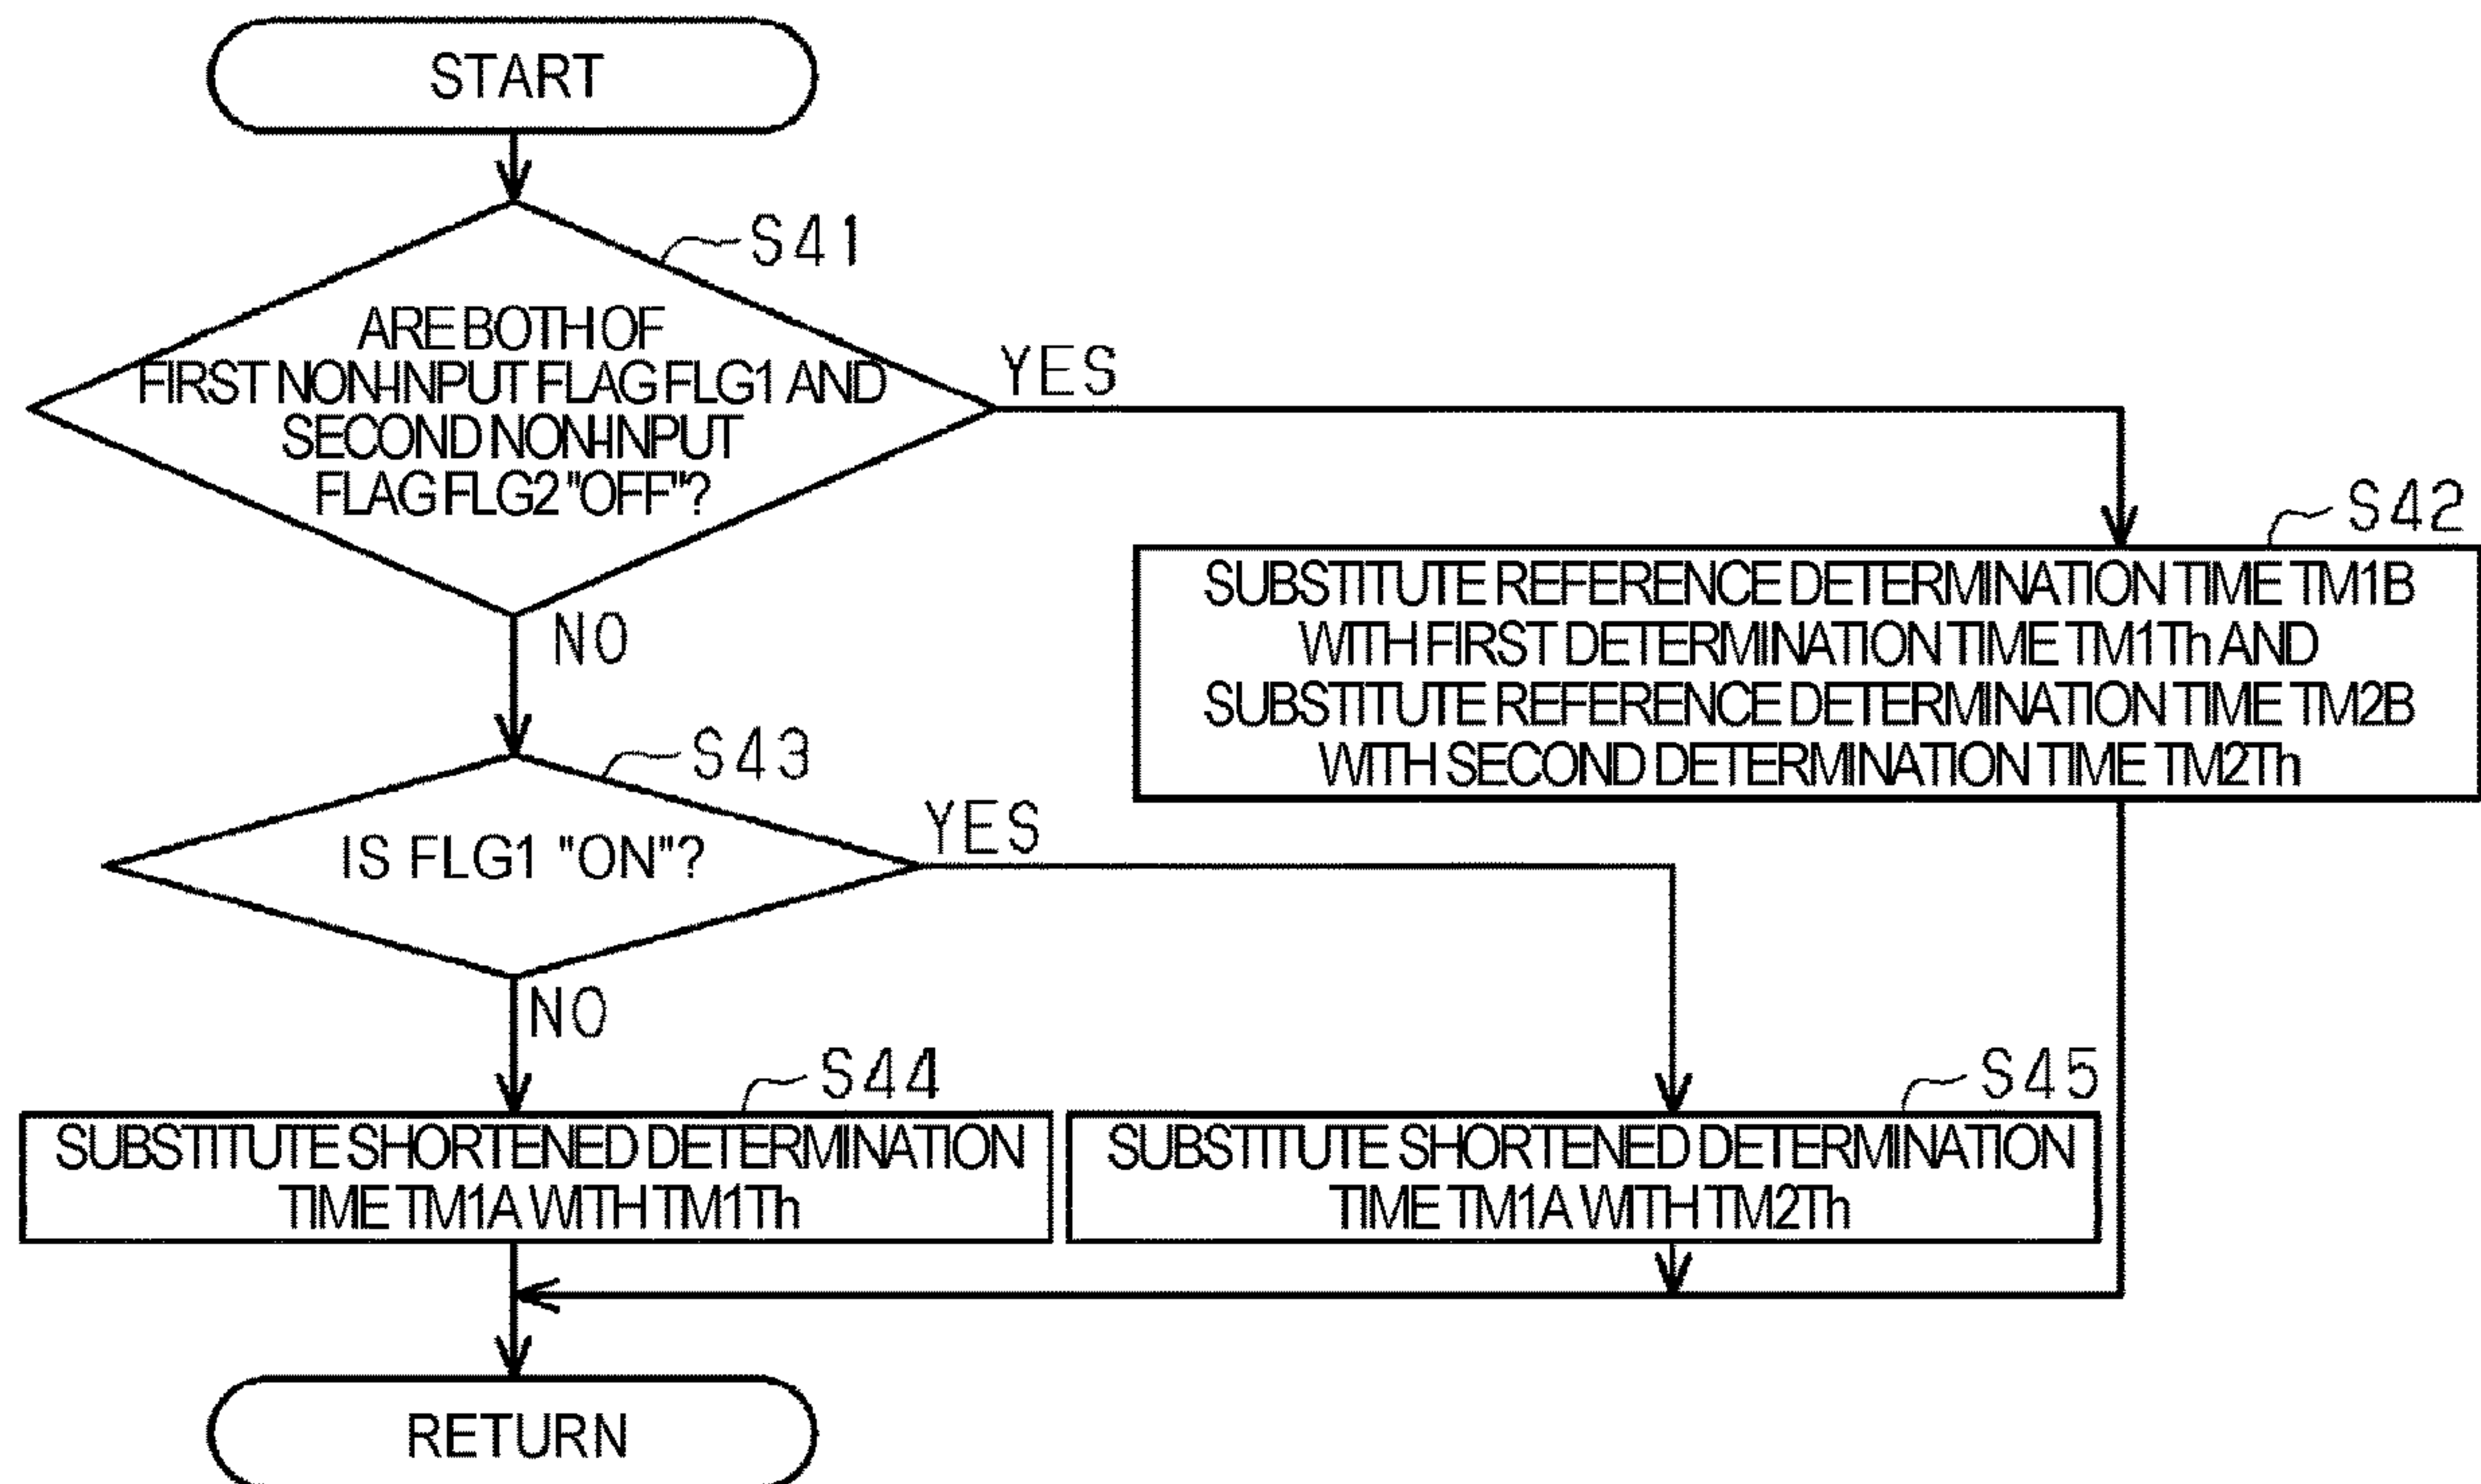 START
S41
ARE BOTH OF
FIRST NON-INPUT FLAG FLG1 AND
SECOND NON-INPUT
FLAG FLG2 "OFF"?
YES
NO
S42
SUBSTITUTE REFERENCE DETERMINATION TIME TM1B
WITH FIRST DETERMINATION TIME TM1Th AND
SUBSTITUTE REFERENCE DETERMINATION TIME TM2B
WITH SECOND DETERMINATION TIME TM2Th
S43
IS FLG1 "ON"?
YES
NO
S44
SUBSTITUTE SHORTENED DETERMINATION
TIME TM1A WITH TM1Th
S45
SUBSTITUTE SHORTENED DETERMINATION
TIME TM1A WITH TM2Th
RETURN